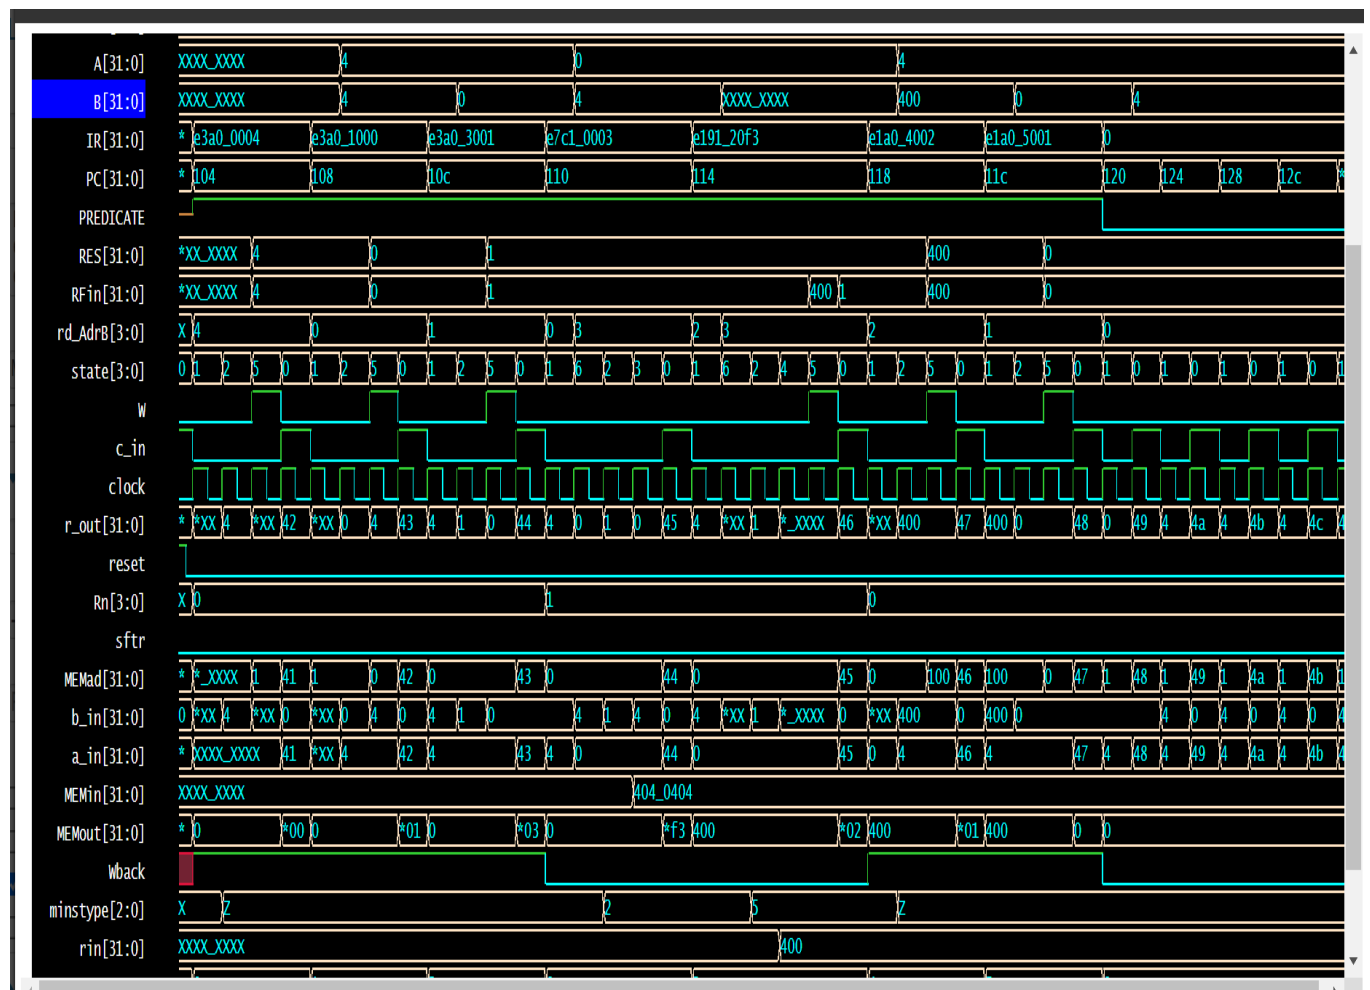 A[31:0] XXXX_XXXX 4 0 4
B[31:0] XXXX_XXXX 4 0 4 XXXX_XXXX 400 0 4
IR[31:0] * e3a0_0004 e3a0_1000 e3a0_3001 e7c1_0003 e191_20f3 e1a0_4002 e1a0_5001 0
PC[31:0] * 104 108 10c 110 114 118 11c 120 124 128 12c *
PREDICATE
RES[31:0] *XX_XXXX 4 0 1 400 0
RFin[31:0] *XX_XXXX 4 0 1 400 1 400 0
rd_AdrB[3:0] X 4 0 1 0 3 2 3 2 1 0
state[3:0] 0 1 2 5 0 1 2 5 0 1 2 5 0 1 6 2 3 0 1 6 2 4 5 0 1 2 5 0 1 2 5 0 1 0 1 0 1 0 1 0 1
W
c_in
clock
r_out[31:0] * *XX 4 *XX 42 *XX 0 4 43 4 1 0 44 4 0 1 0 45 4 *XX 1 *_XXXX 46 *XX 400 47 400 0 48 0 49 4 4a 4 4b 4 4c 4
reset
Rn[3:0] X 0 1 0
sftr
MEMad[31:0] * *_XXXX 1 41 1 0 42 0 43 0 44 0 45 0 100 46 100 0 47 1 48 1 49 1 4a 1 4b 1
b_in[31:0] 0 *XX 4 *XX 0 *XX 0 4 0 4 1 0 4 1 4 0 4 *XX 1 *_XXXX 0 *XX 400 0 400 0 4 0 4 0 4 0 4
a_in[31:0] * XXXX_XXXX 41 *XX 4 42 4 43 4 0 44 0 45 0 4 46 4 47 4 48 4 49 4 4a 4 4b 4
MEMin[31:0] XXXX_XXXX 404_0404
MEMout[31:0] * 0 *00 0 *01 0 *03 0 *f3 400 *02 400 *01 400 0 0
Wback
minstype[2:0] X Z 2 5 Z
rin[31:0] XXXX_XXXX 400